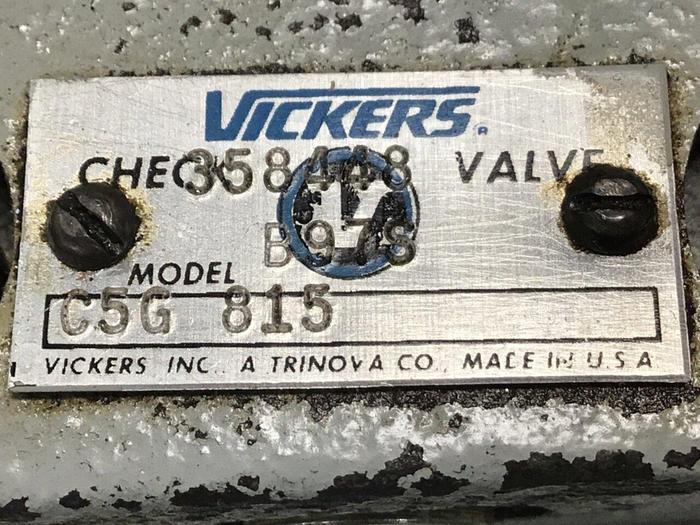 VICKERS
CHECK 358448 VALVE
B97S
MODEL
C5G 815
VICKERS INC., A TRINOVA CO., MADE IN U.S.A